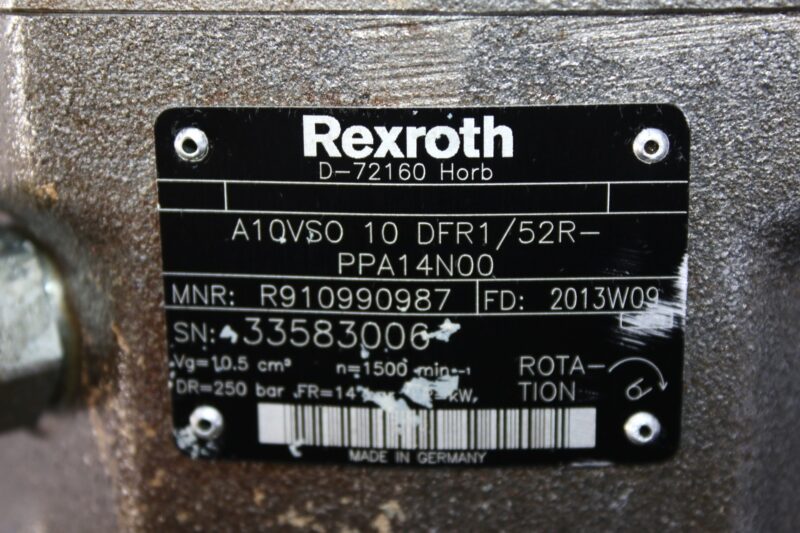 Rexroth
D-72160 Horb
A10VSO 10 DFR1/52R-
PPA14N00
MNR: R910990987 FD: 2013W09
SN: 33583006
Vg=10.5 cm³ n=1500 min-1
DR=250 bar FR=14 kW
ROTA-
TION
MADE IN GERMANY